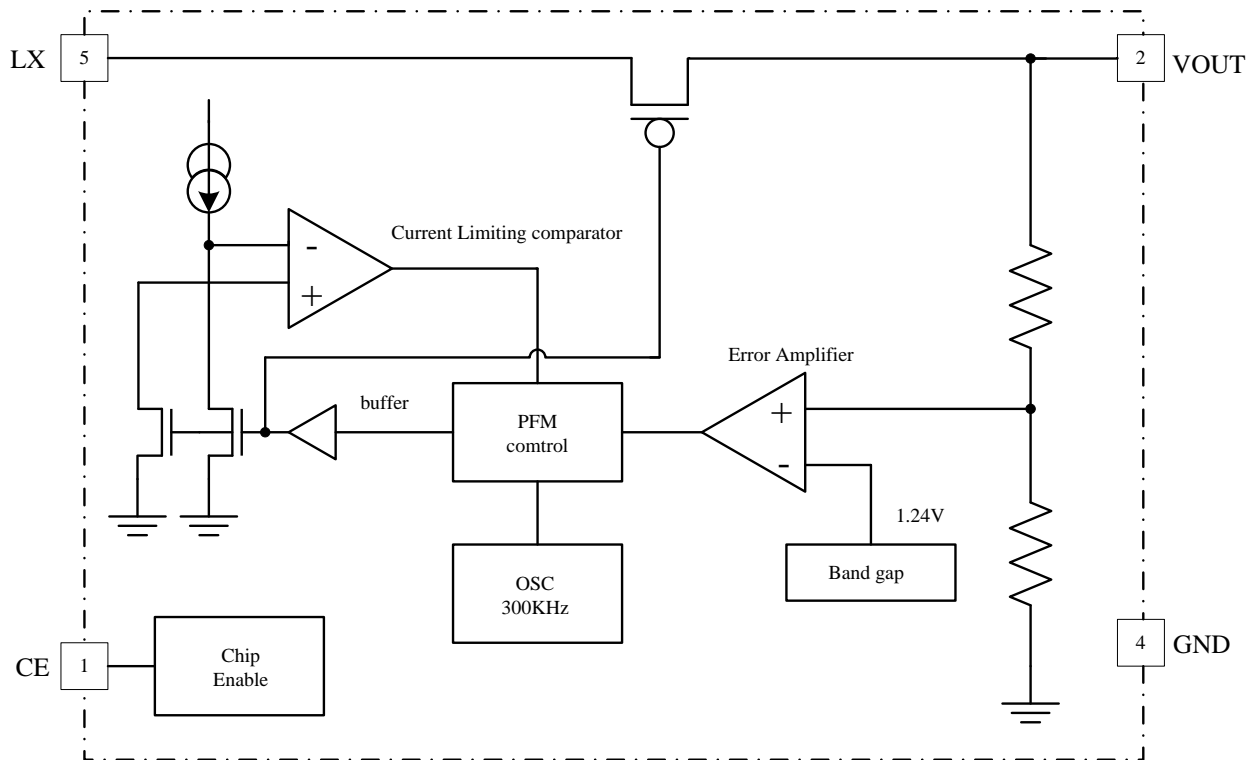 LX
5
2
VOUT
-
+
Current Limiting comparator
Error Amplifier
buffer
PFM
comtrol
+
-
1.24V
OSC
300KHz
Band gap
CE
1
Chip
Enable
4
GND